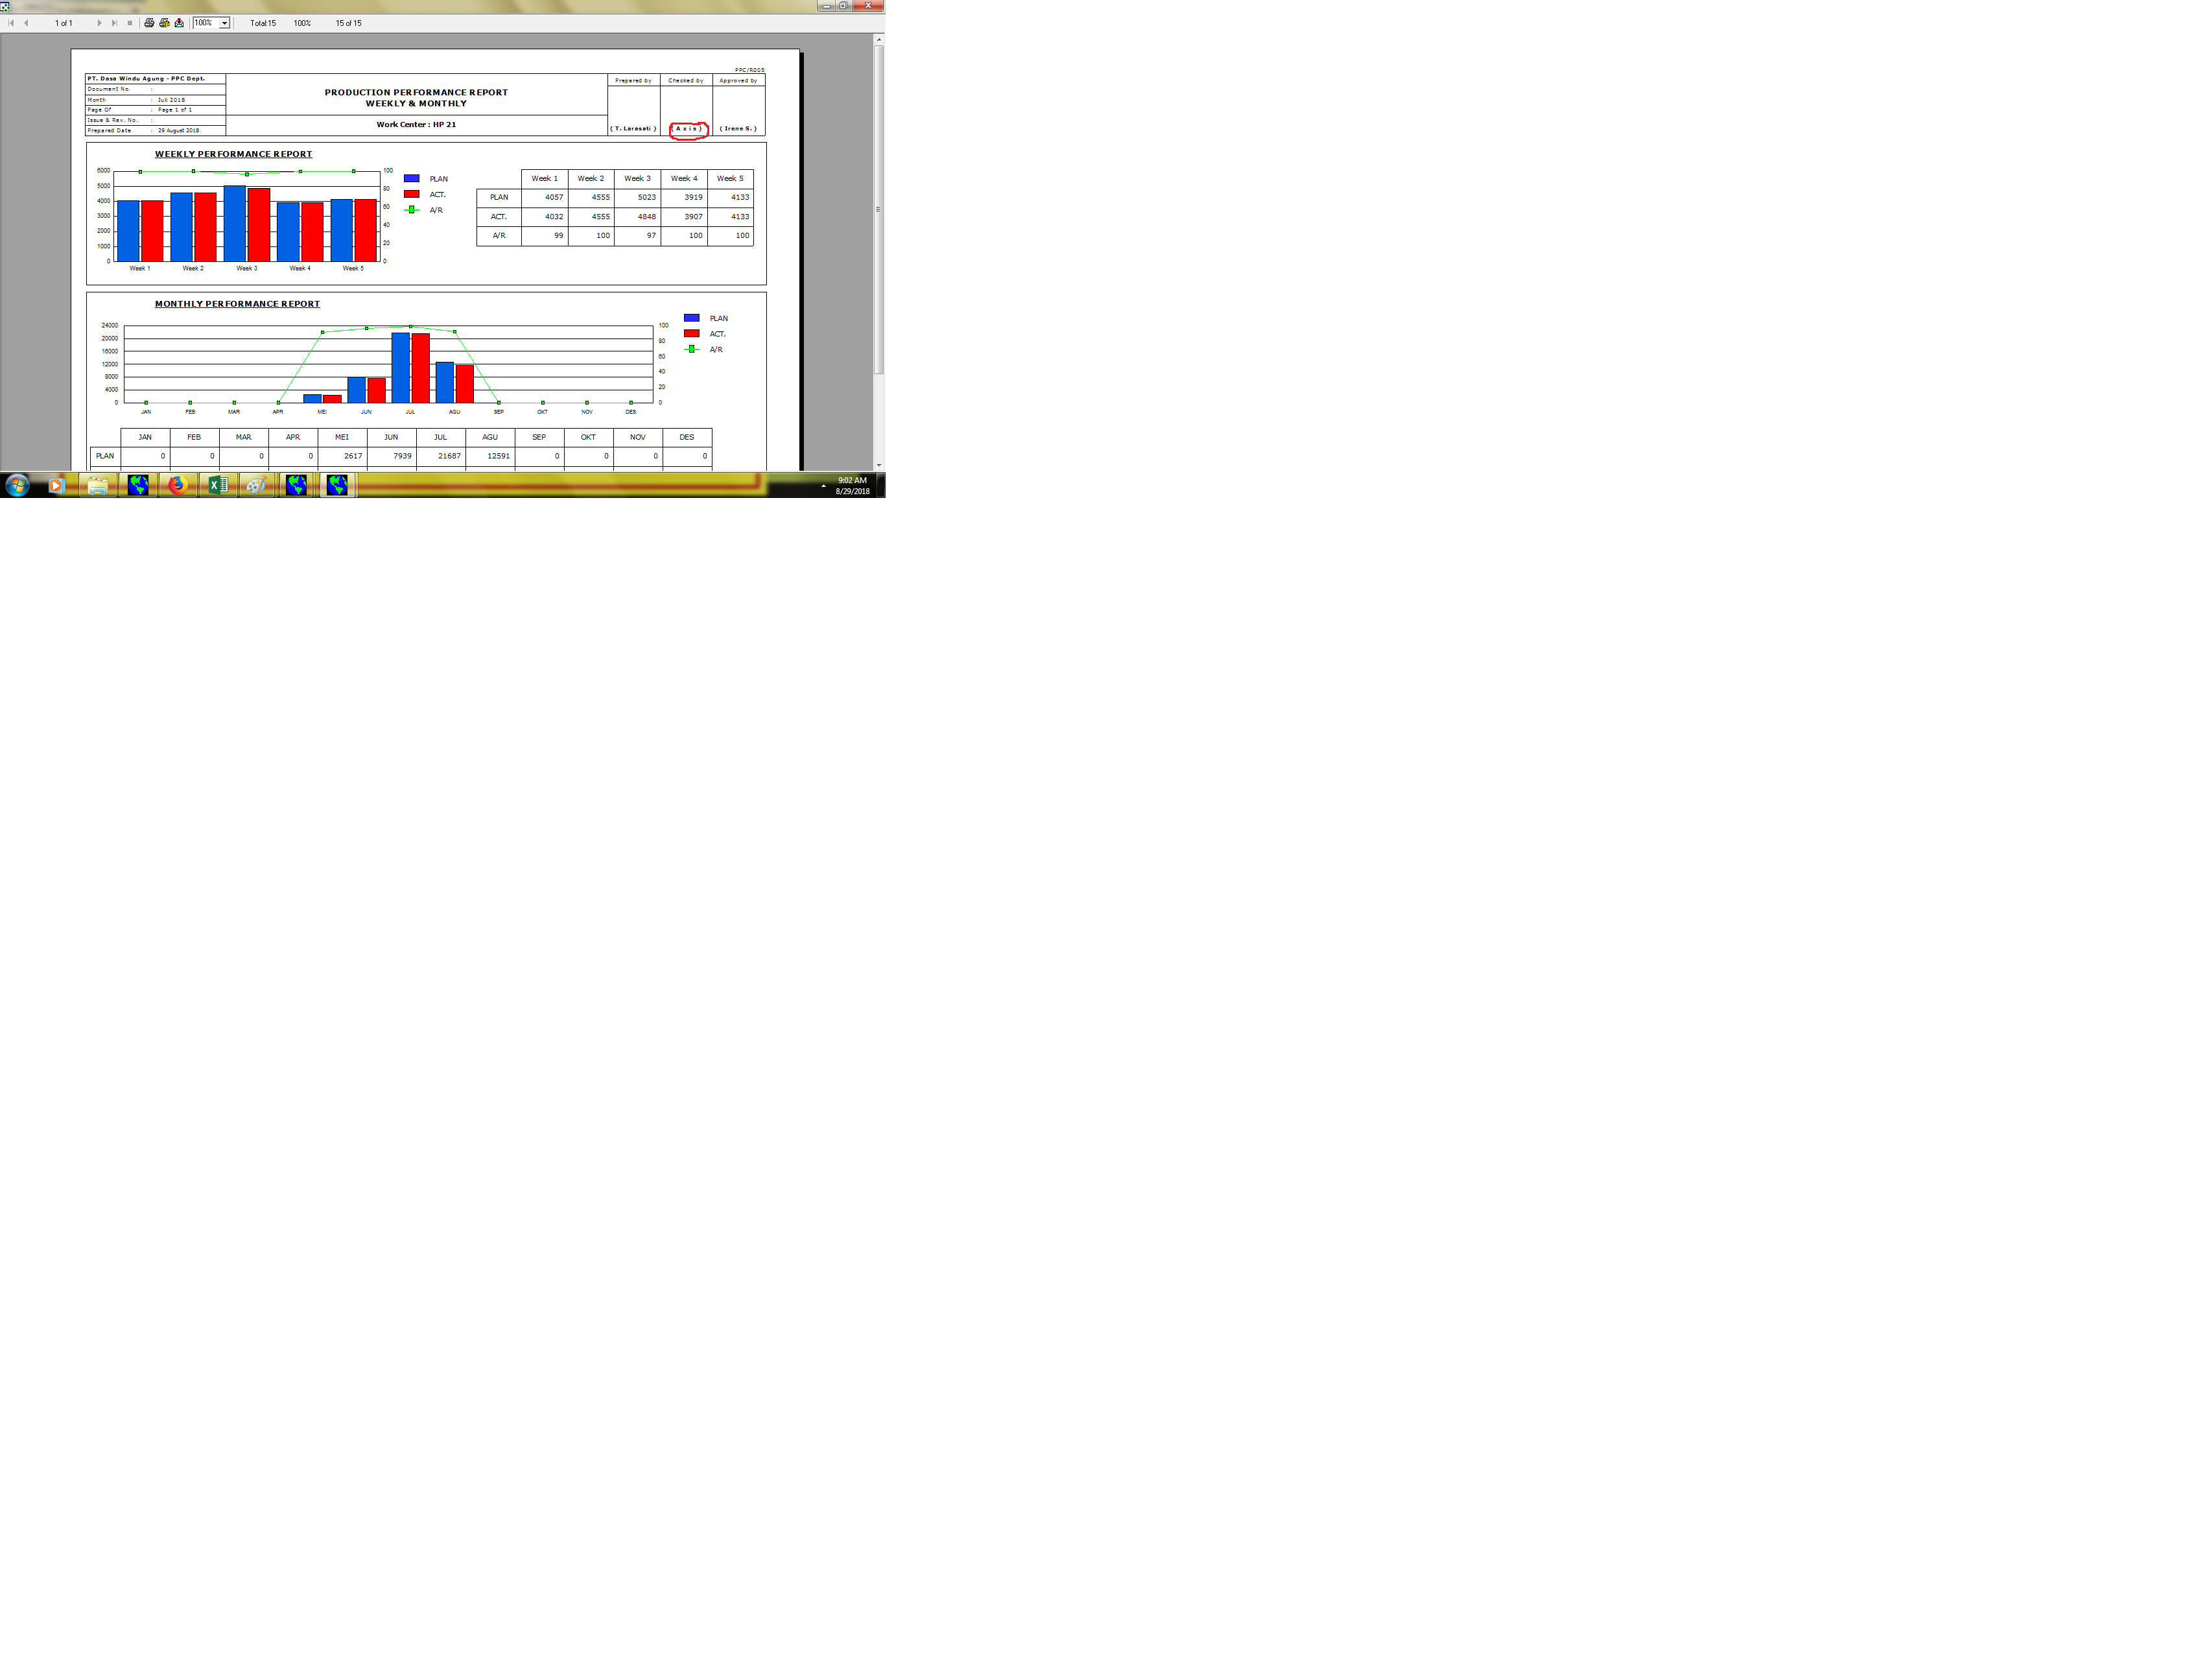 1 of 1 100% Total:15 100% 15 of 15
PPC/R005
PT. Dasa Windu Agung - PPC Dept.
Document No. :
Month : Juli 2018
Page Of : Page 1 of 1
Issue & Rev. No. :
Prepared Date : 29 August 2018
PRODUCTION PERFORMANCE REPORT
WEEKLY & MONTHLY
Work Center : HP 21
Prepared by Checked by Approved by
( T. Larasati ) ( A z i s ) ( Irene S. )
WEEKLY PERFORMANCE REPORT
6000
5000
4000
3000
2000
1000
0
100
80
60
40
20
0
Week 1 Week 2 Week 3 Week 4 Week 5
PLAN
ACT.
A/R
Week 1 Week 2 Week 3 Week 4 Week 5
PLAN 4057 4555 5023 3919 4133
ACT. 4032 4555 4848 3907 4133
A/R 99 100 97 100 100
MONTHLY PERFORMANCE REPORT
24000
20000
16000
12000
8000
4000
0
100
80
60
40
20
0
JAN FEB MAR APR MEI JUN JUL AGU SEP OKT NOV DES
PLAN
ACT.
A/R
JAN FEB MAR APR MEI JUN JUL AGU SEP OKT NOV DES
PLAN 0 0 0 0 2617 7939 21687 12591 0 0 0 0
9:02 AM
8/29/2018